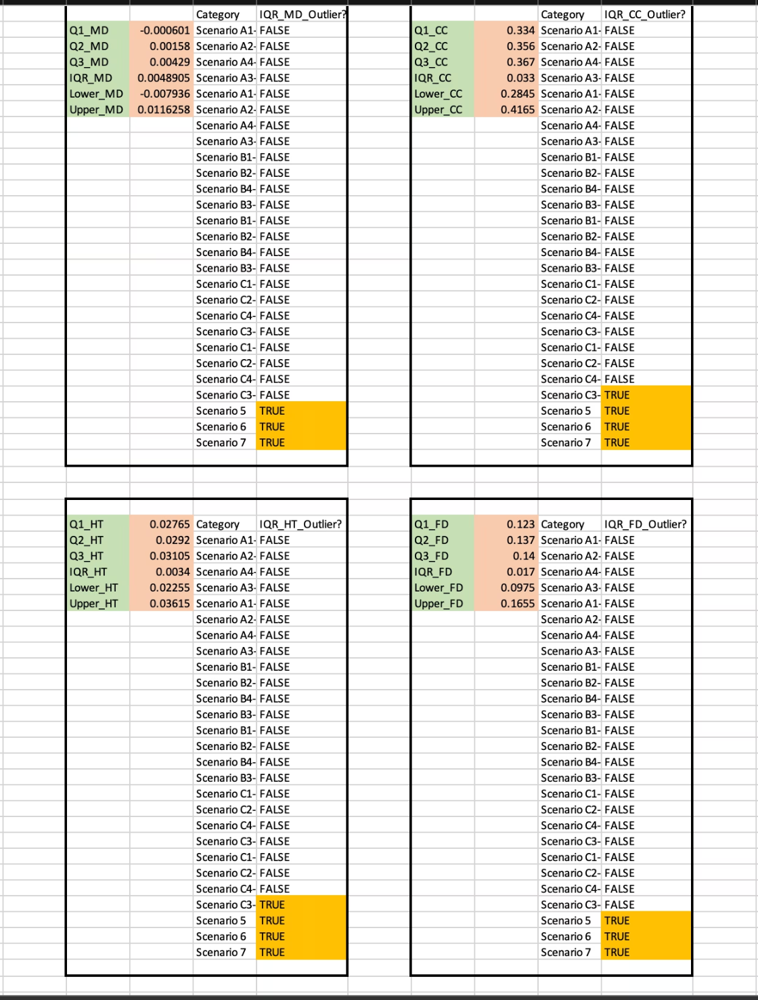 Category IQR_MD_Outlier?
Q1_MD -0.000601 Scenario A1- FALSE
Q2_MD 0.00158 Scenario A2- FALSE
Q3_MD 0.00429 Scenario A4- FALSE
IQR_MD 0.0048905 Scenario A3- FALSE
Lower_MD -0.007936 Scenario A1- FALSE
Upper_MD 0.0116258 Scenario A2- FALSE
Scenario A4- FALSE
Scenario A3- FALSE
Scenario B1- FALSE
Scenario B2- FALSE
Scenario B4- FALSE
Scenario B3- FALSE
Scenario B1- FALSE
Scenario B2- FALSE
Scenario B4- FALSE
Scenario B3- FALSE
Scenario C1- FALSE
Scenario C2- FALSE
Scenario C4- FALSE
Scenario C3- FALSE
Scenario C1- FALSE
Scenario C2- FALSE
Scenario C4- FALSE
Scenario C3- FALSE
Scenario 5 TRUE
Scenario 6 TRUE
Scenario 7 TRUE
Category IQR_CC_Outlier?
Q1_CC 0.334 Scenario A1- FALSE
Q2_CC 0.356 Scenario A2- FALSE
Q3_CC 0.367 Scenario A4- FALSE
IQR_CC 0.033 Scenario A3- FALSE
Lower_CC 0.2845 Scenario A1- FALSE
Upper_CC 0.4165 Scenario A2- FALSE
Scenario A4- FALSE
Scenario A3- FALSE
Scenario B1- FALSE
Scenario B2- FALSE
Scenario B4- FALSE
Scenario B3- FALSE
Scenario B1- FALSE
Scenario B2- FALSE
Scenario B4- FALSE
Scenario B3- FALSE
Scenario C1- FALSE
Scenario C2- FALSE
Scenario C4- FALSE
Scenario C3- FALSE
Scenario C1- FALSE
Scenario C2- FALSE
Scenario C4- FALSE
Scenario C3- TRUE
Scenario 5 TRUE
Scenario 6 TRUE
Scenario 7 TRUE
Q1_HT 0.02765 Category IQR_HT_Outlier?
Q2_HT 0.0292 Scenario A1- FALSE
Q3_HT 0.03105 Scenario A2- FALSE
IQR_HT 0.0034 Scenario A4- FALSE
Lower_HT 0.02255 Scenario A3- FALSE
Upper_HT 0.03615 Scenario A1- FALSE
Scenario A2- FALSE
Scenario A4- FALSE
Scenario A3- FALSE
Scenario B1- FALSE
Scenario B2- FALSE
Scenario B4- FALSE
Scenario B3- FALSE
Scenario B1- FALSE
Scenario B2- FALSE
Scenario B4- FALSE
Scenario B3- FALSE
Scenario C1- FALSE
Scenario C2- FALSE
Scenario C4- FALSE
Scenario C3- FALSE
Scenario C1- FALSE
Scenario C2- FALSE
Scenario C4- FALSE
Scenario C3- TRUE
Scenario 5 TRUE
Scenario 6 TRUE
Scenario 7 TRUE
Q1_FD 0.123 Category IQR_FD_Outlier?
Q2_FD 0.137 Scenario A1- FALSE
Q3_FD 0.14 Scenario A2- FALSE
IQR_FD 0.017 Scenario A4- FALSE
Lower_FD 0.0975 Scenario A3- FALSE
Upper_FD 0.1655 Scenario A1- FALSE
Scenario A2- FALSE
Scenario A4- FALSE
Scenario A3- FALSE
Scenario B1- FALSE
Scenario B2- FALSE
Scenario B4- FALSE
Scenario B3- FALSE
Scenario B1- FALSE
Scenario B2- FALSE
Scenario B4- FALSE
Scenario B3- FALSE
Scenario C1- FALSE
Scenario C2- FALSE
Scenario C4- FALSE
Scenario C3- FALSE
Scenario C1- FALSE
Scenario C2- FALSE
Scenario C4- FALSE
Scenario C3- FALSE
Scenario 5 TRUE
Scenario 6 TRUE
Scenario 7 TRUE